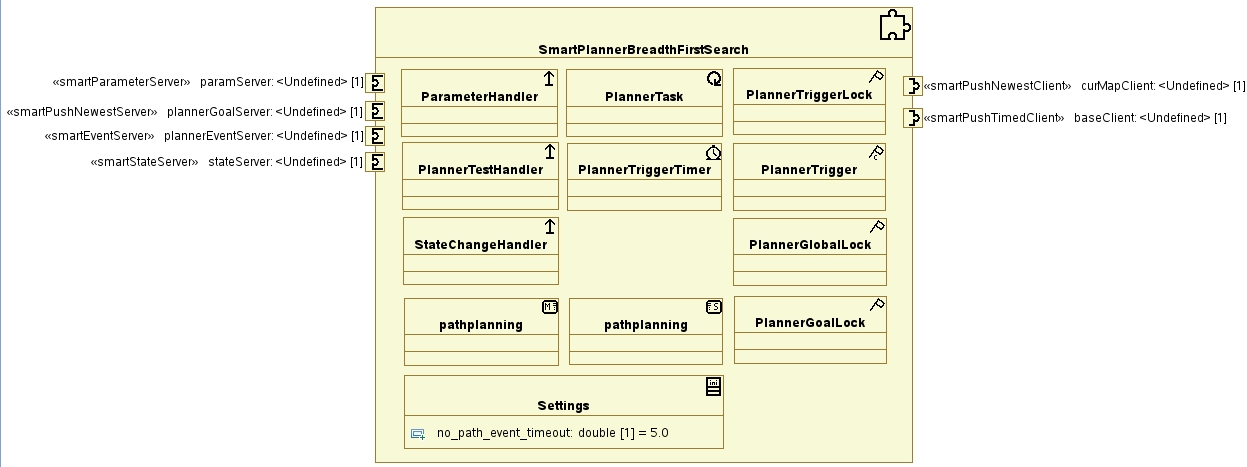 SmartPlannerBreadthFirstSearch
«smartParameterServer» paramServer: <Undefined> [1]
«smartPushNewestServer» plannerGoalServer: <Undefined> [1]
«smartEventServer» plannerEventServer: <Undefined> [1]
«smartStateServer» stateServer: <Undefined> [1]
«smartPushNewestClient» curMapClient: <Undefined> [1]
«smartPushTimedClient» baseClient: <Undefined> [1]
ParameterHandler
PlannerTask
PlannerTriggerLock
PlannerTestHandler
PlannerTriggerTimer
C
PlannerTrigger
StateChangeHandler
PlannerGlobalLock
M
pathplanning
S
pathplanning
PlannerGoalLock
ini
Settings
no_path_event_timeout: double [1] = 5.0